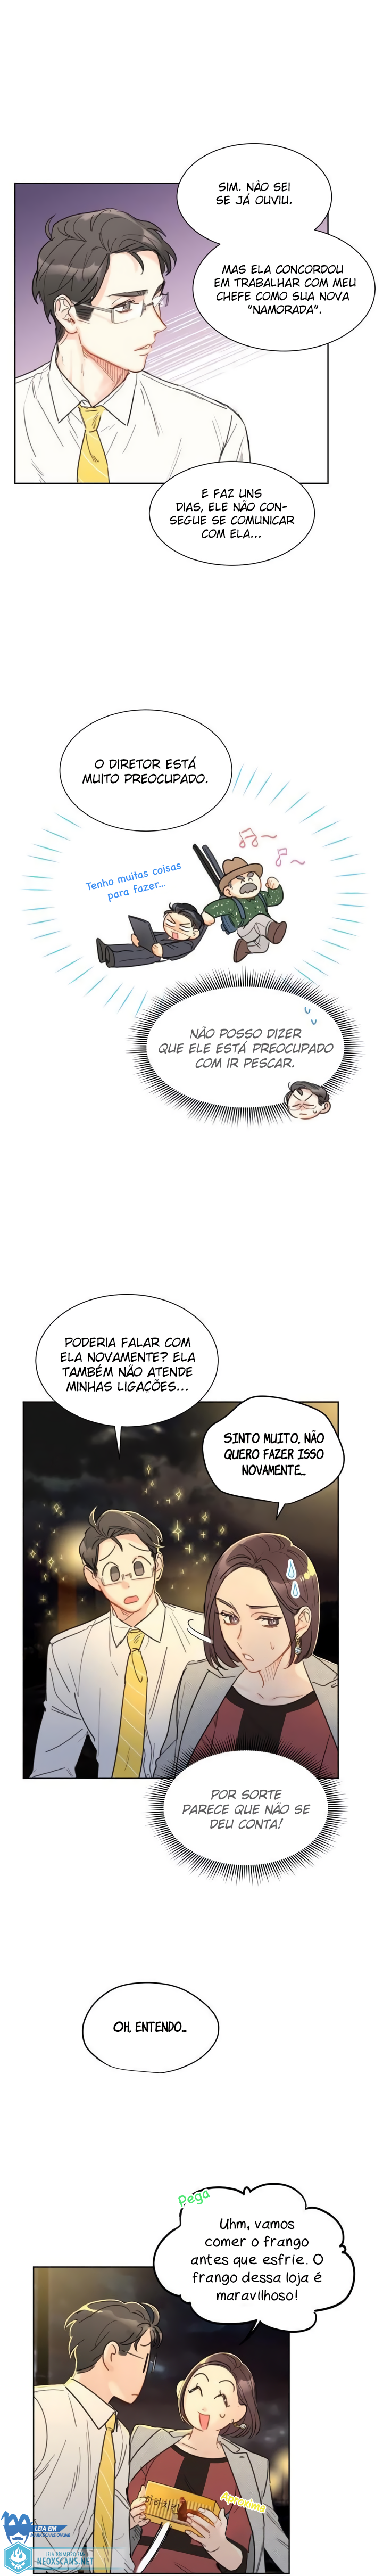 SIM. NÃO SEI
SE JÁ OUVIU.
MAS ELA CONCORDOU
EM TRABALHAR COM MEU
CHEFE COMO SUA NOVA
"NAMORADA".
E FAZ UNS
DIAS, ELE NÃO CON-
SEGUE SE COMUNICAR
COM ELA...
O DIRETOR ESTÁ
MUITO PREOCUPADO.
Tenho muitas coisas
para fazer...
NÃO POSSO DIZER
QUE ELE ESTÁ PREOCUPADO
COM IR PESCAR.
PODERIA FALAR COM
ELA NOVAMENTE? ELA
TAMBÉM NÃO ATENDE
MINHAS LIGAÇÕES...
SINTO MUITO, NÃO
QUERO FAZER ISSO
NOVAMENTE...
POR SORTE
PARECE QUE NÃO SE
DEU CONTA!
OH, ENTENDO...
Pega
Uhm, vamos
comer o frango
antes que esfrie. O
frango dessa loja é
maravilhoso!
Aproxima
LEIA EM
NEOXSCANS.NET